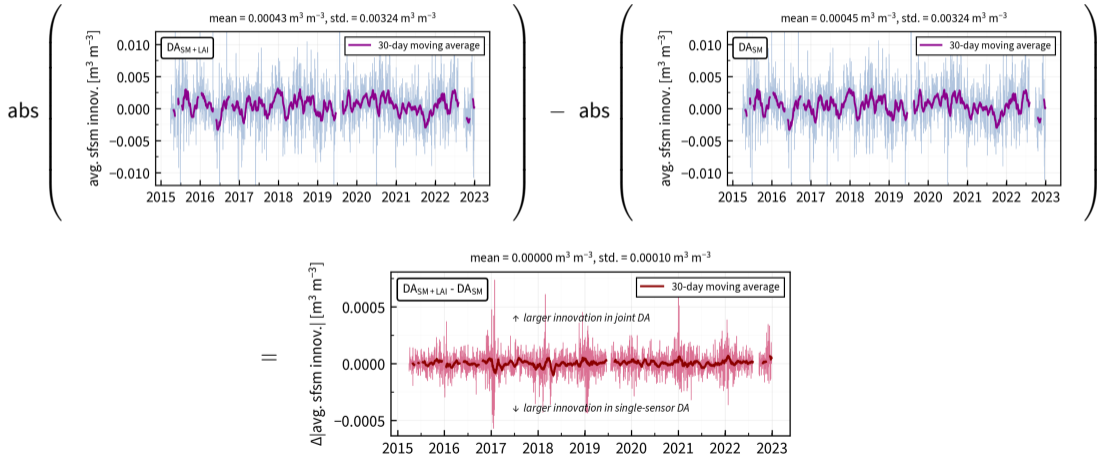 mean = 0.00043 m³ m⁻³, std. = 0.00324 m³ m⁻³
mean = 0.00045 m³ m⁻³, std. = 0.00324 m³ m⁻³
abs
(
avg. sfsm innov. [m³ m⁻³]
0.010
0.005
0.000
−0.005
−0.010
DA_SM+LAI
30-day moving average
2015 2016 2017 2018 2019 2020 2021 2022 2023
)
− abs
(
avg. sfsm innov. [m³ m⁻³]
0.010
0.005
0.000
−0.005
−0.010
DA_SM
30-day moving average
2015 2016 2017 2018 2019 2020 2021 2022 2023
)
=
mean = 0.00000 m³ m⁻³, std. = 0.00010 m³ m⁻³
Δ|avg. sfsm innov.| [m³ m⁻³]
0.0005
0.0000
−0.0005
DA_SM+LAI - DA_SM
30-day moving average
↑ larger innovation in joint DA
↓ larger innovation in single-sensor DA
2015 2016 2017 2018 2019 2020 2021 2022 2023